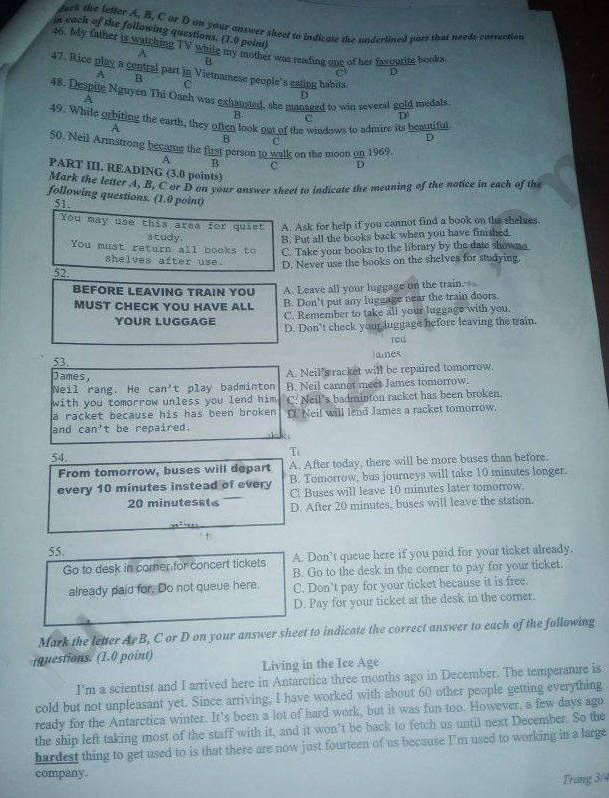 Mark the letter A, B, C or D on your answer sheet to indicate the underlined part that needs correction
in each of the following questions. (1.0 point)
46. My father is watching TV while my mother was reading one of her favourite books.
A B C D
47. Rice play a central part in Vietnamese people's eating habits.
A B C D
48. Despite Nguyen Thi Oanh was exhausted, she managed to win several gold medals.
A B C D
49. While orbiting the earth, they often look out of the windows to admire its beautiful.
A B C D
50. Neil Armstrong became the first person to walk on the moon on 1969.
A B C D
PART III. READING (3.0 points)
Mark the letter A, B, C or D on your answer sheet to indicate the meaning of the notice in each of the
following questions. (1.0 point)
51.
You may use this area for quiet
study.
You must return all books to
shelves after use.
A. Ask for help if you cannot find a book on the shelves.
B. Put all the books back when you have finished.
C. Take your books to the library by the date shown.
D. Never use the books on the shelves for studying.
52.
BEFORE LEAVING TRAIN YOU
MUST CHECK YOU HAVE ALL
YOUR LUGGAGE
A. Leave all your luggage on the train.
B. Don't put any luggage near the train doors.
C. Remember to take all your luggage with you.
D. Don't check your luggage before leaving the train.
53.
James,
Neil rang. He can't play badminton
with you tomorrow unless you lend him
a racket because his has been broken
and can't be repaired.
A. Neil's racket will be repaired tomorrow.
B. Neil cannot meet James tomorrow.
C. Neil's badminton racket has been broken.
D. Neil will lend James a racket tomorrow.
54.
From tomorrow, buses will depart
every 10 minutes instead of every
20 minutes
A. After today, there will be more buses than before.
B. Tomorrow, bus journeys will take 10 minutes longer.
C. Buses will leave 10 minutes later tomorrow.
D. After 20 minutes, buses will leave the station.
55.
Go to desk in corner for concert tickets
already paid for. Do not queue here.
A. Don't queue here if you paid for your ticket already.
B. Go to the desk in the corner to pay for your ticket.
C. Don't pay for your ticket because it is free.
D. Pay for your ticket at the desk in the corner.
Mark the letter A, B, C or D on your answer sheet to indicate the correct answer to each of the following
questions. (1.0 point)
Living in the Ice Age
I'm a scientist and I arrived here in Antarctica three months ago in December. The temperature is
cold but not unpleasant yet. Since arriving, I have worked with about 60 other people getting everything
ready for the Antarctica winter. It's been a lot of hard work, but it was fun too. However, a few days ago
the ship left taking most of the staff with it, and it won't be back to fetch us until next December. So the
hardest thing to get used to is that there are now just fourteen of us because I'm used to working in a large
company.
Trang 3/4